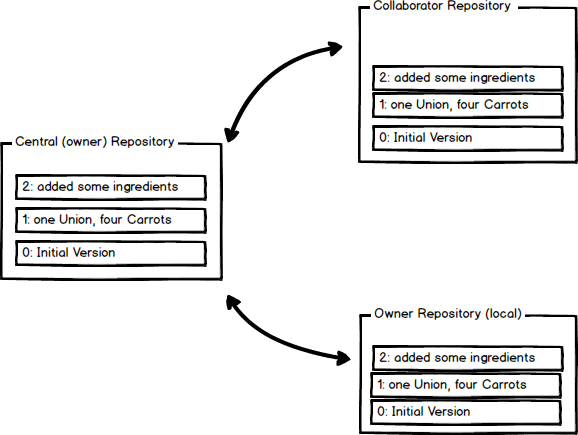 Collaborator Repository
2: added some ingredients
1: one Union, four Carrots
0: Initial Version
Central (owner) Repository
2: added some ingredients
1: one Union, four Carrots
0: Initial Version
Owner Repository (local)
2: added some ingredients
1: one Union, four Carrots
0: Initial Version